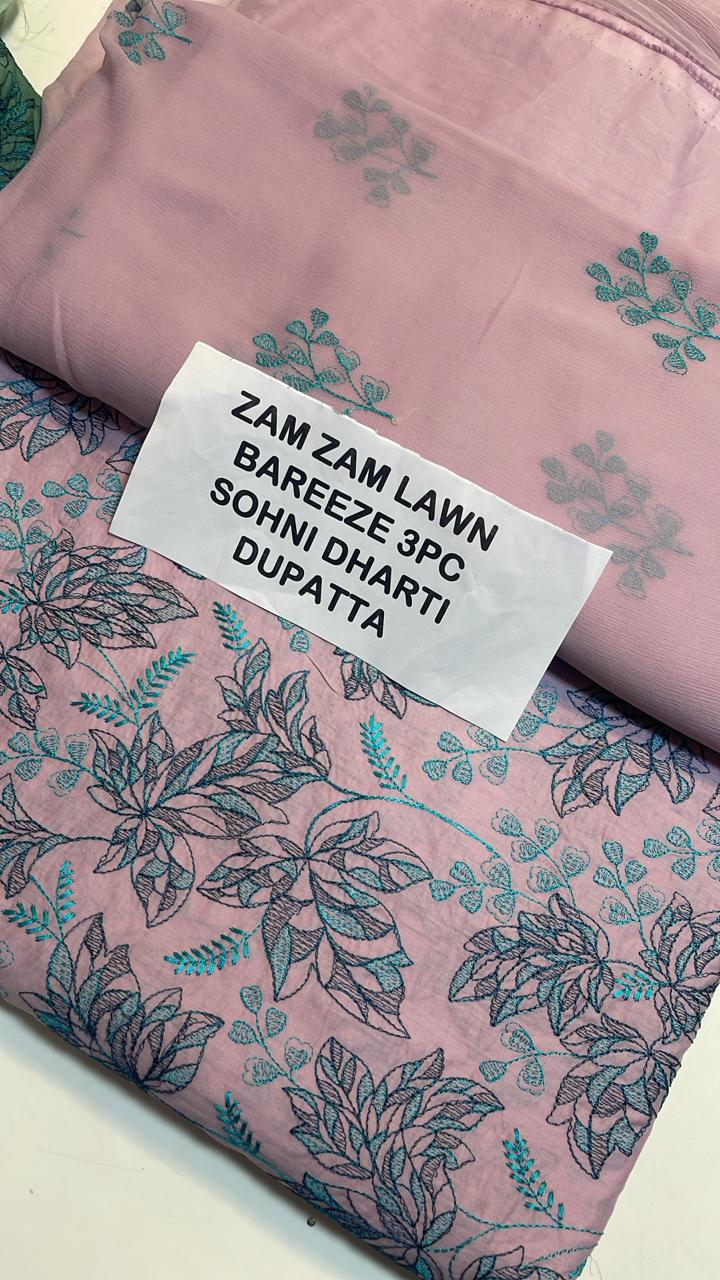 ZAM ZAM LAWN
BAREEZE 3PC
SOHNI DHARTI
DUPATTA